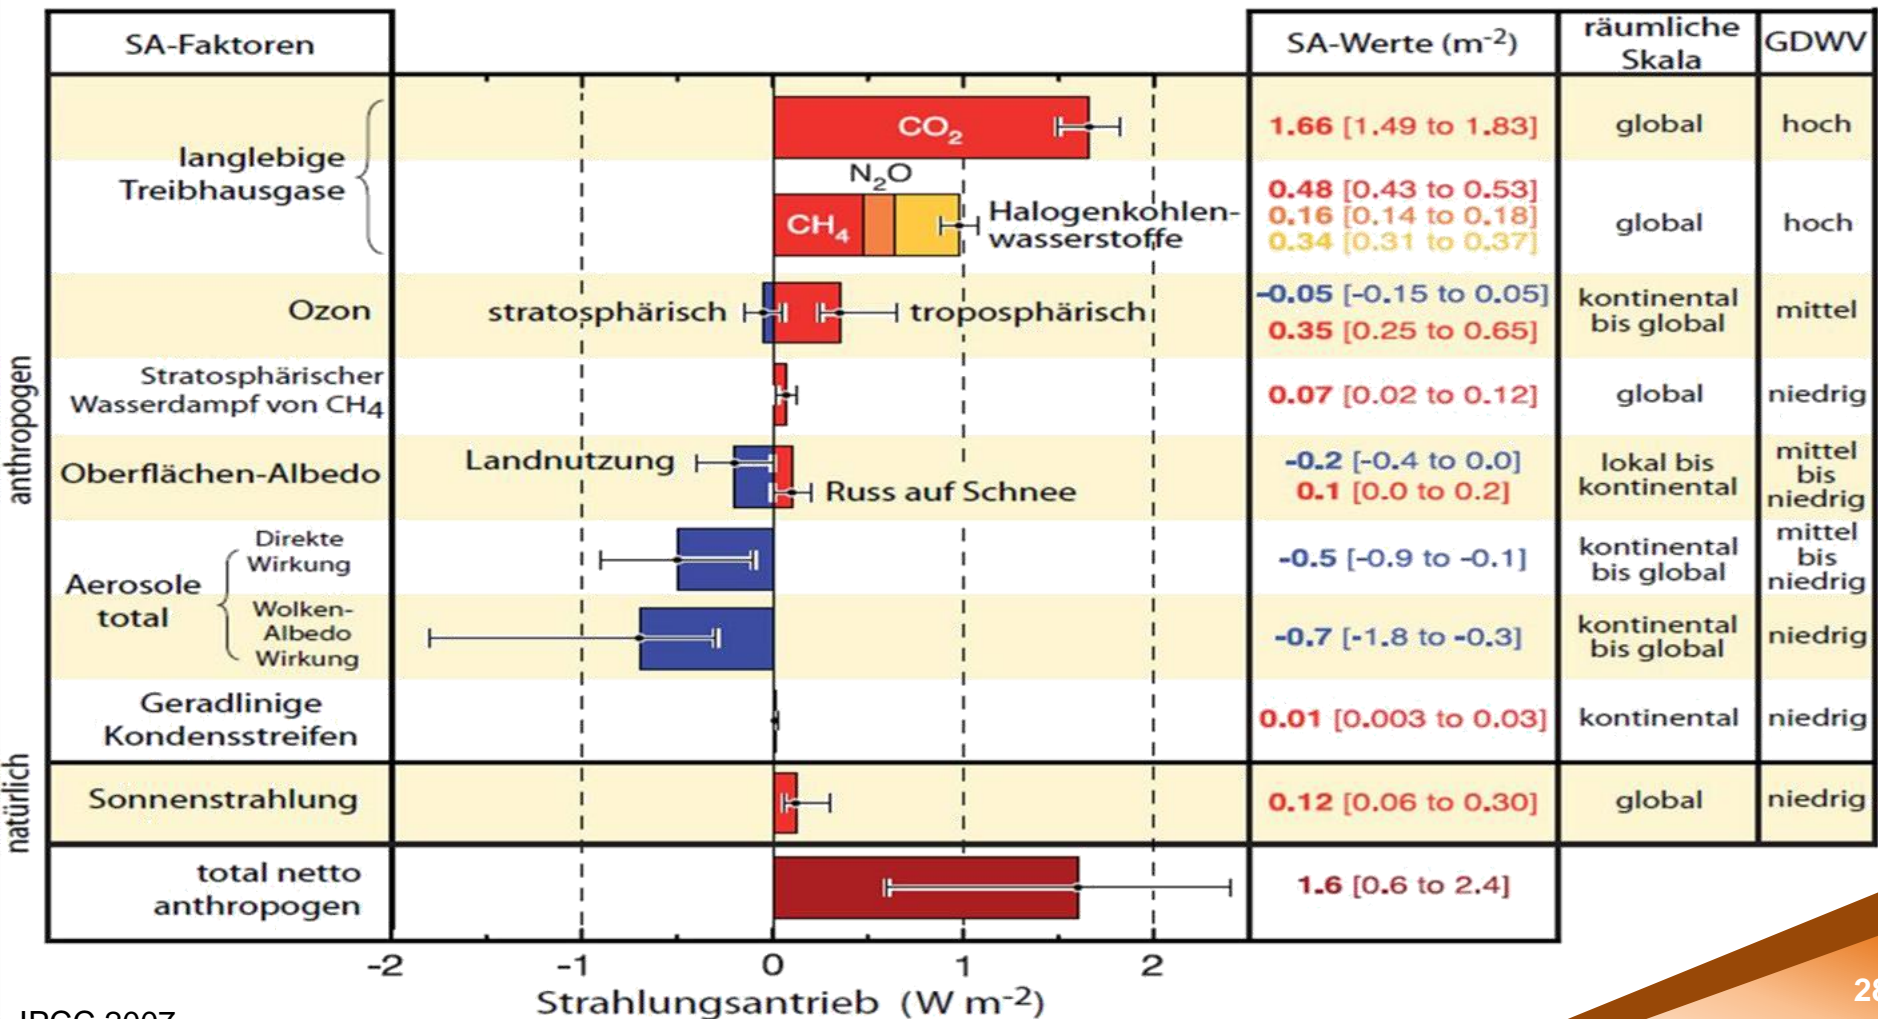 SA-Faktoren
SA-Werte (m⁻²)
räumliche
Skala
GDWV
anthropogen
langlebige
Treibhausgase
CO₂
1.66 [1.49 to 1.83]
global
hoch
N₂O
CH₄
Halogenkohlen-
wasserstoffe
0.48 [0.43 to 0.53]
0.16 [0.14 to 0.18]
0.34 [0.31 to 0.37]
global
hoch
Ozon
stratosphärisch
troposphärisch
-0.05 [-0.15 to 0.05]
0.35 [0.25 to 0.65]
kontinental
bis global
mittel
Stratosphärischer
Wasserdampf von CH4
0.07 [0.02 to 0.12]
global
niedrig
Oberflächen-Albedo
Landnutzung
Russ auf Schnee
-0.2 [-0.4 to 0.0]
0.1 [0.0 to 0.2]
lokal bis
kontinental
mittel
bis
niedrig
Aerosole
total
Direkte
Wirkung
-0.5 [-0.9 to -0.1]
kontinental
bis global
mittel
bis
niedrig
Wolken-
Albedo
Wirkung
-0.7 [-1.8 to -0.3]
kontinental
bis global
niedrig
Geradlinige
Kondensstreifen
0.01 [0.003 to 0.03]
kontinental
niedrig
natürlich
Sonnenstrahlung
0.12 [0.06 to 0.30]
global
niedrig
total netto
anthropogen
1.6 [0.6 to 2.4]
-2 -1 0 1 2
Strahlungsantrieb (W m⁻²)
IPCC 2007
28